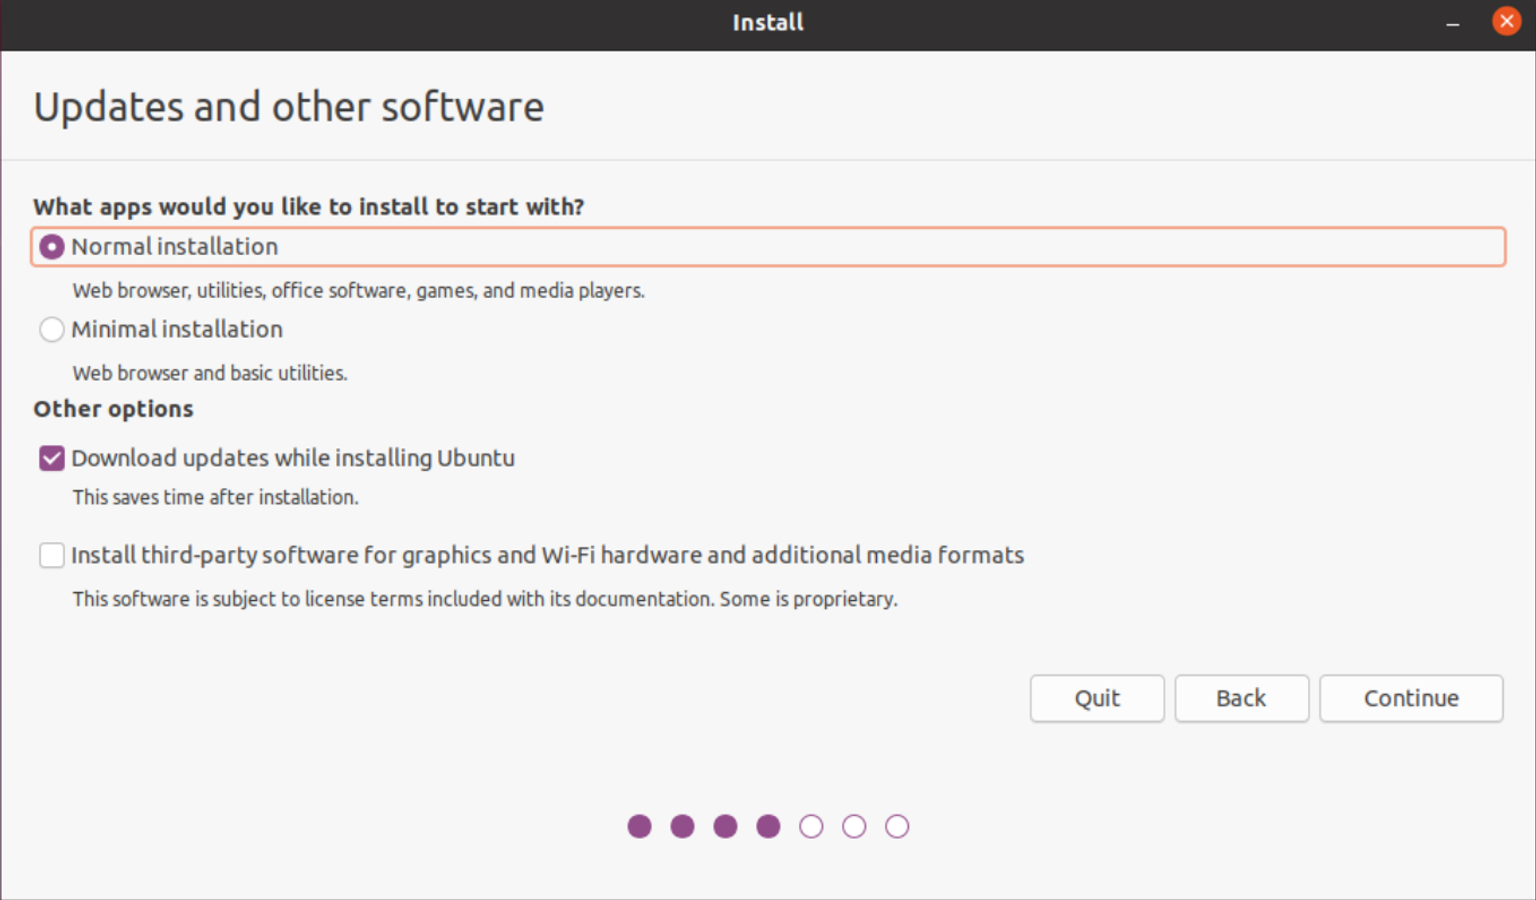 Install
Updates and other software
What apps would you like to install to start with?
Normal installation
Web browser, utilities, office software, games, and media players.
Minimal installation
Web browser and basic utilities.
Other options
Download updates while installing Ubuntu
This saves time after installation.
Install third-party software for graphics and Wi-Fi hardware and additional media formats
This software is subject to license terms included with its documentation. Some is proprietary.
Quit Back Continue